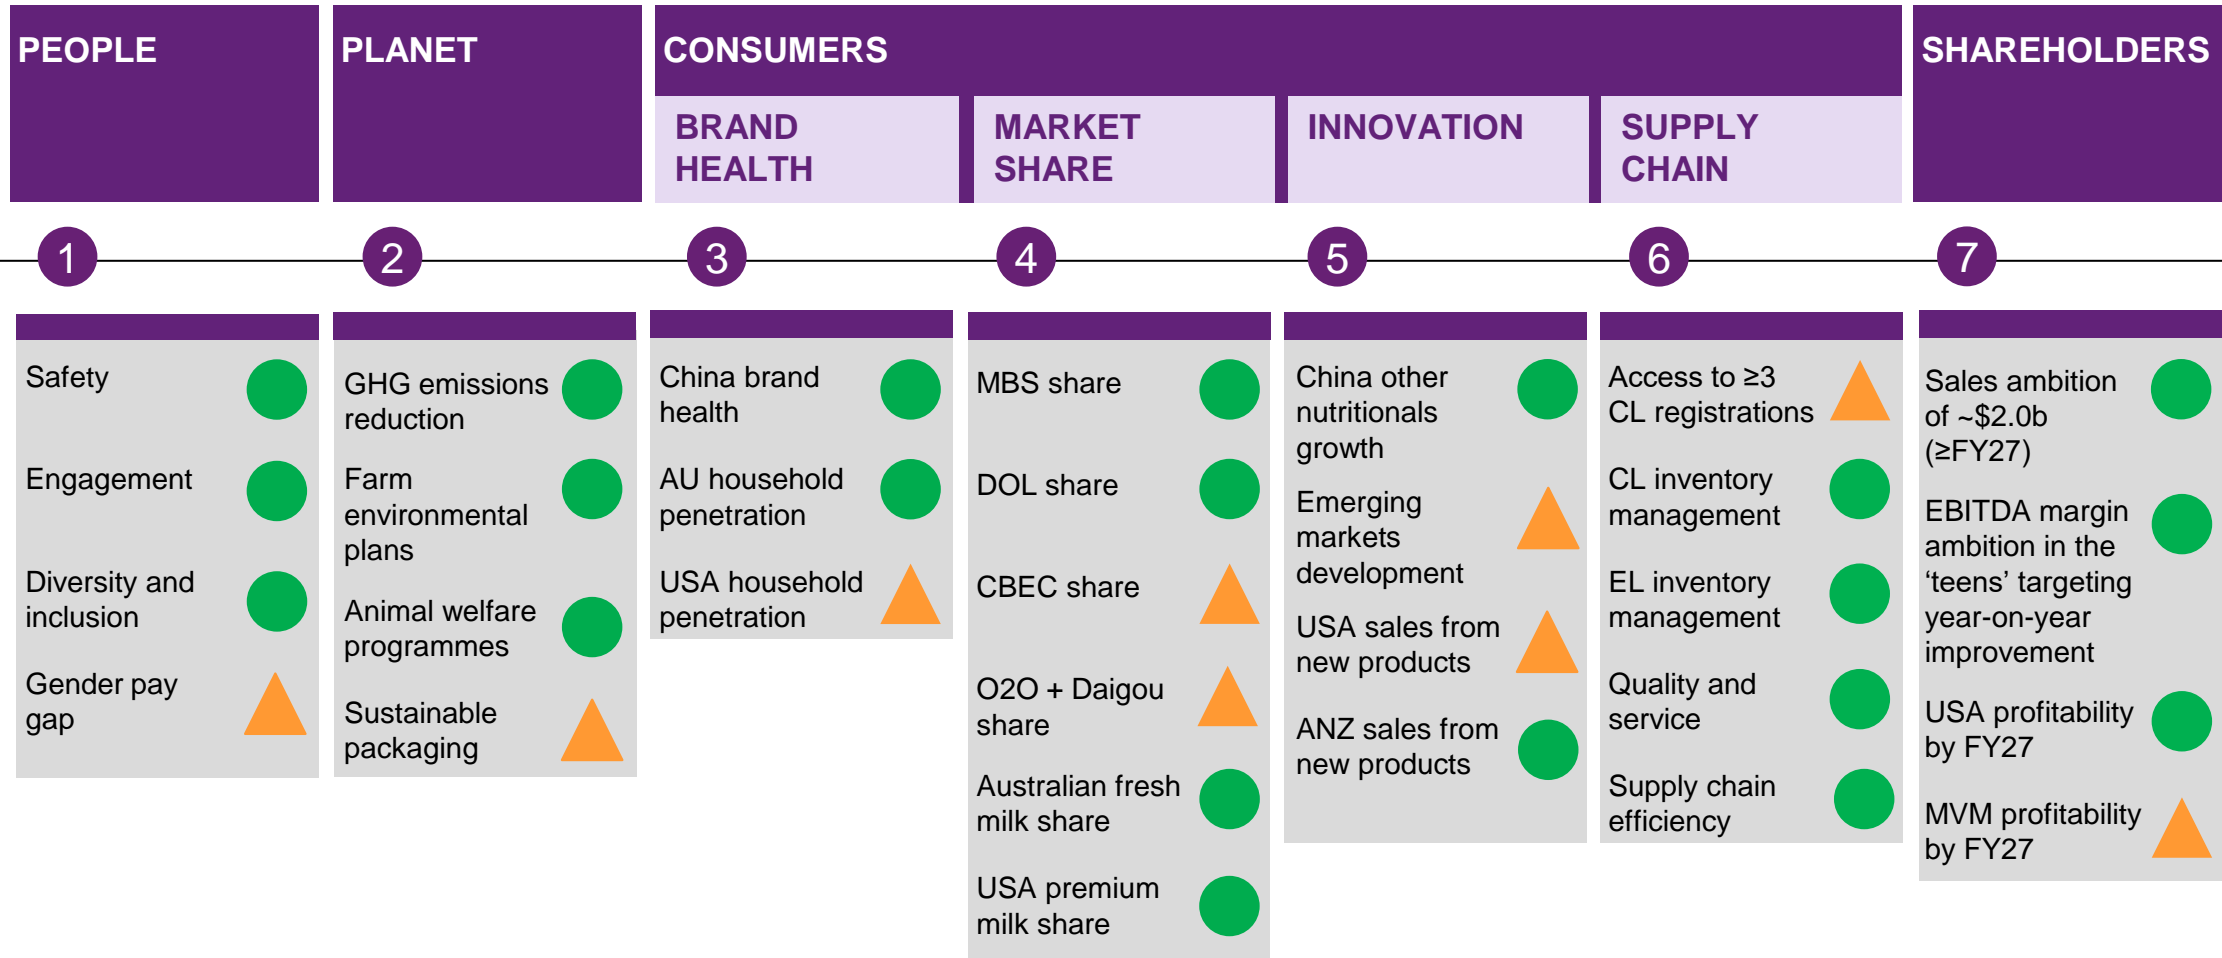 PEOPLE
PLANET
CONSUMERS
SHAREHOLDERS
BRAND
HEALTH
MARKET
SHARE
INNOVATION
SUPPLY
CHAIN
1
2
3
4
5
6
7
Safety
Engagement
Diversity and
inclusion
Gender pay
gap
GHG emissions
reduction
Farm
environmental
plans
Animal welfare
programmes
Sustainable
packaging
China brand
health
AU household
penetration
USA household
penetration
MBS share
DOL share
CBEC share
O2O + Daigou
share
Australian fresh
milk share
USA premium
milk share
China other
nutritionals
growth
Emerging
markets
development
USA sales from
new products
ANZ sales from
new products
Access to ≥3
CL registrations
CL inventory
management
EL inventory
management
Quality and
service
Supply chain
efficiency
Sales ambition
of ~$2.0b
(≥FY27)
EBITDA margin
ambition in the
‘teens’ targeting
year-on-year
improvement
USA profitability
by FY27
MVM profitability
by FY27